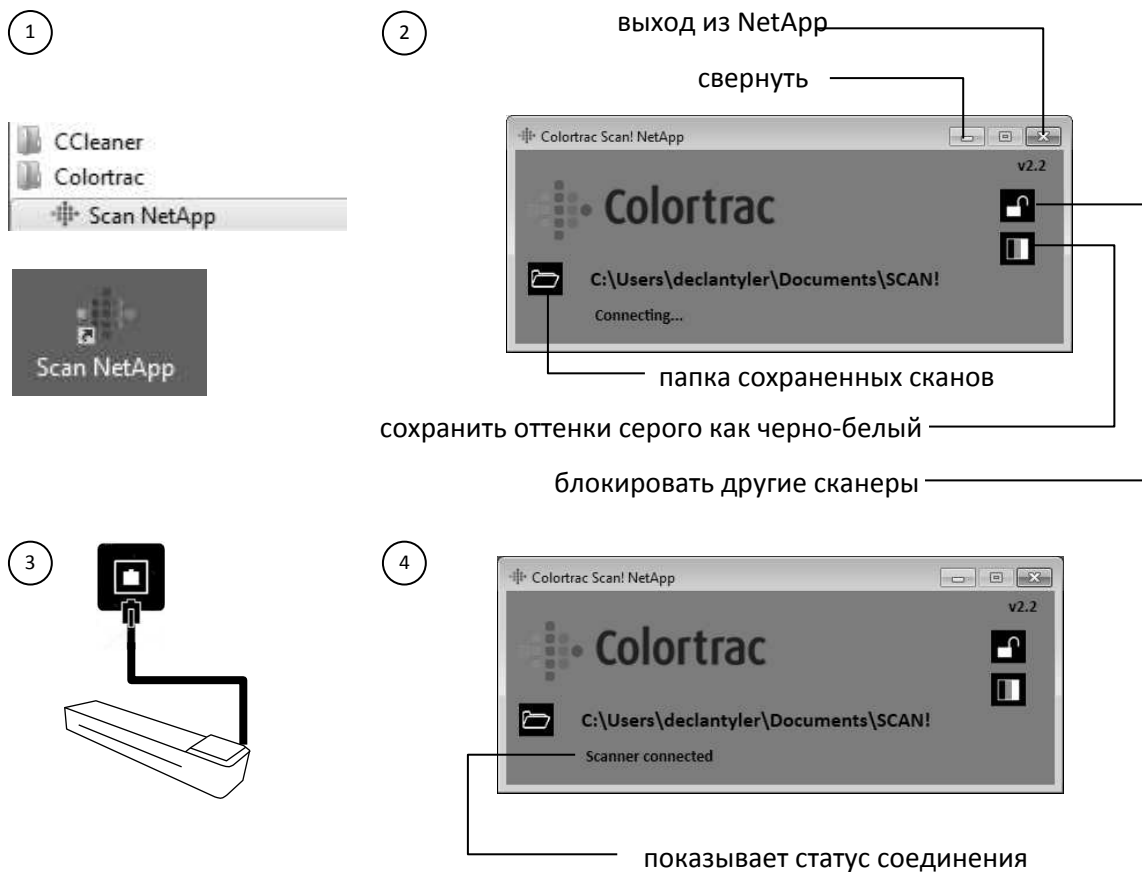 1
CCleaner
Colortrac
Scan NetApp
Scan NetApp
2
выход из NetApp
свернуть
Colortrac Scan! NetApp
v2.2
Colortrac
C:\Users\declantyler\Documents\SCAN!
Connecting...
папка сохраненных сканов
сохранить оттенки серого как черно-белый
блокировать другие сканеры
3
4
Colortrac Scan! NetApp
v2.2
Colortrac
C:\Users\declantyler\Documents\SCAN!
Scanner connected
показывает статус соединения